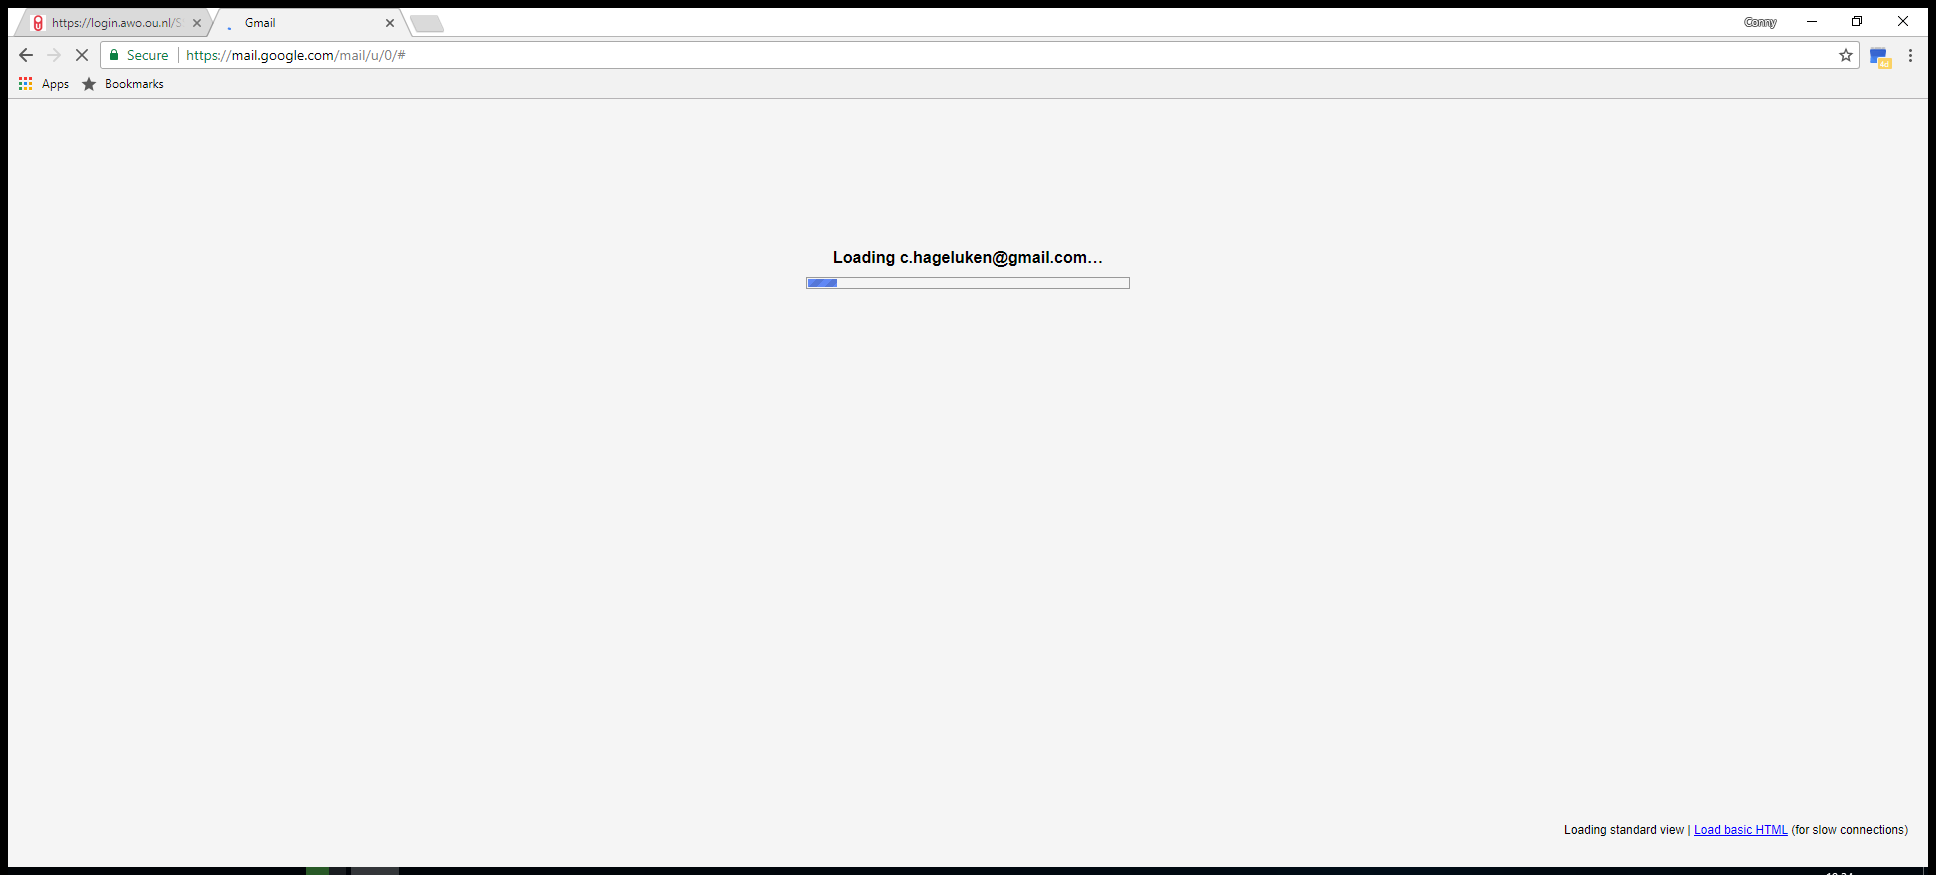 https://login.awo.ou.nl/S
Gmail
Conny
Secure
https://mail.google.com/mail/u/0/#
4d
Apps
Bookmarks
Loading c.hageluken@gmail.com...
Loading standard view | Load basic HTML (for slow connections)